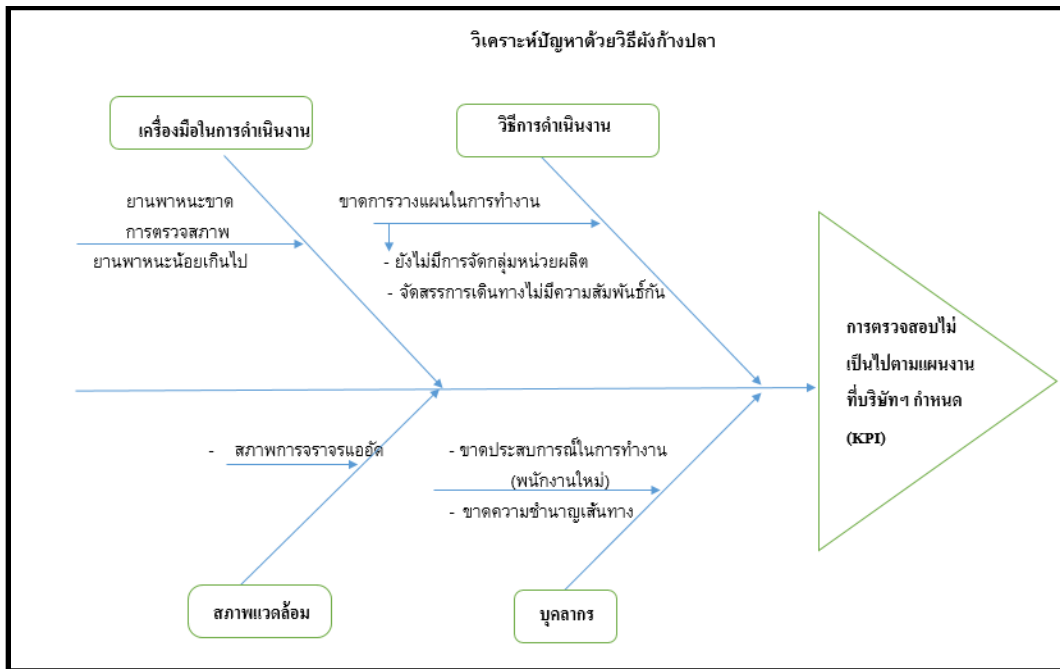 วิเคราะห์ปัญหาด้วยวิธีผังก้างปลา
เครื่องมือในการดำเนินงาน
วิธีการดำเนินงาน
ยานพาหนะขาด
การตรวจสภาพ
ยานพาหนะน้อยเกินไป
ขาดการวางแผนในการทำงาน
- ยังไม่มีการจัดกลุ่มหน่วยผลิต
- จัดสรรการเดินทางไม่มีความสัมพันธ์กัน
การตรวจสอบไม่
เป็นไปตามแผนงาน
ที่บริษัทฯ กำหนด
(KPI)
- สภาพการจราจรแออัด
- ขาดประสบการณ์ในการทำงาน
(พนักงานใหม่)
- ขาดความชำนาญเส้นทาง
สภาพแวดล้อม
บุคลากร